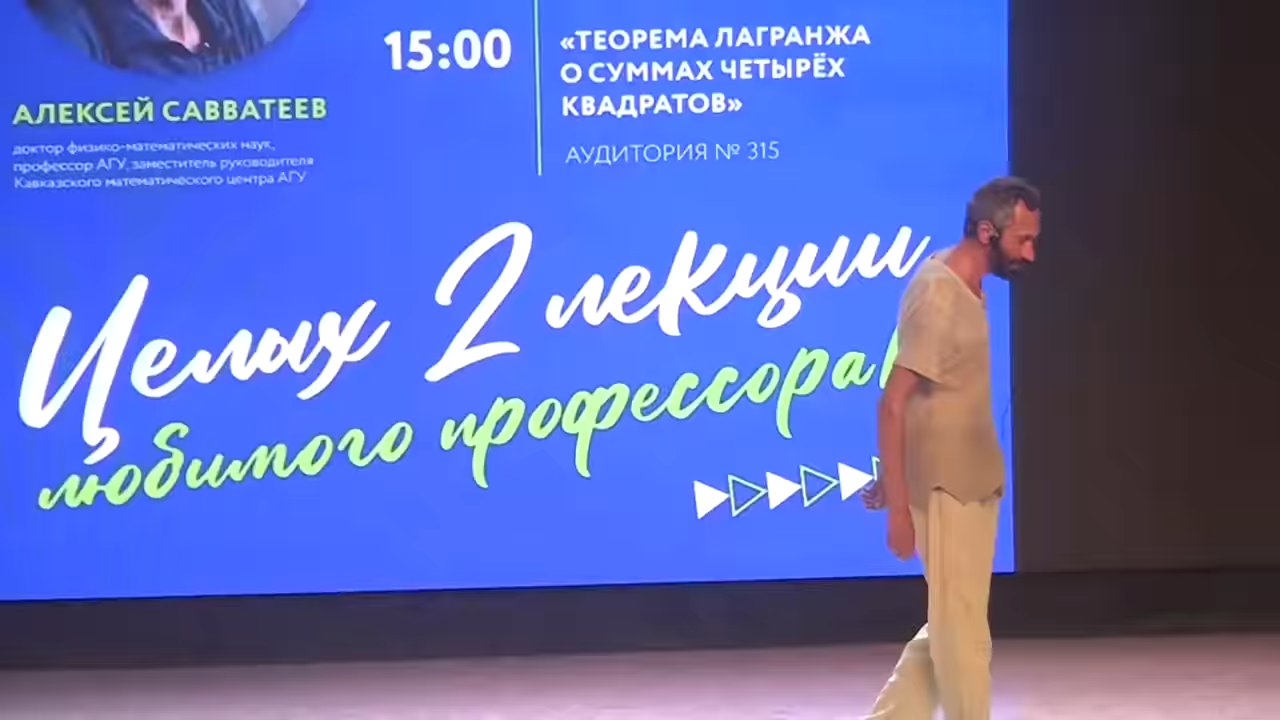 15:00
«ТЕОРЕМА ЛАГРАНЖА
О СУММАХ ЧЕТЫРЁХ
КВАДРАТОВ»
АУДИТОРИЯ № 315
АЛЕКСЕЙ САВВАТЕЕВ
доктор физико-математических наук,
профессор АГУ, заместитель руководителя
Кавказского математического центра АГУ
Целых 2 лекции
любимого профессора!